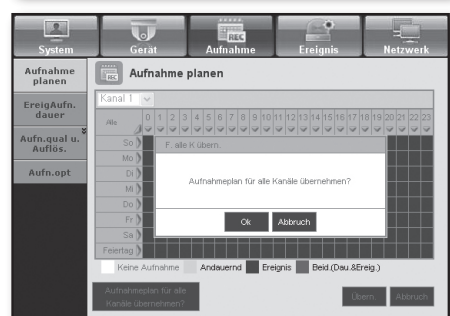 System Gerät Aufnahme Ereignis Netzwerk
REC
Aufnahme
planen
EreigAufn.
dauer
Aufn.qual u.
Auflös.
Aufn.opt
REC Aufnahme planen
Kanal 1
Alle 0 1 2 3 4 5 6 7 8 9 10 11 12 13 14 15 16 17 18 19 20 21 22 23
So
Mo
Di
Mi
Do
Fr
Sa
Feiertag
F. alle K übern.
Aufnahmeplan für alle Kanäle übernehmen?
Ok Abbruch
Keine Aufnahme Andauernd Ereignis Beid.(Dau.&Ereig.)
Aufnahmeplan für alle
Kanäle übernehmen?
Übern. Abbruch